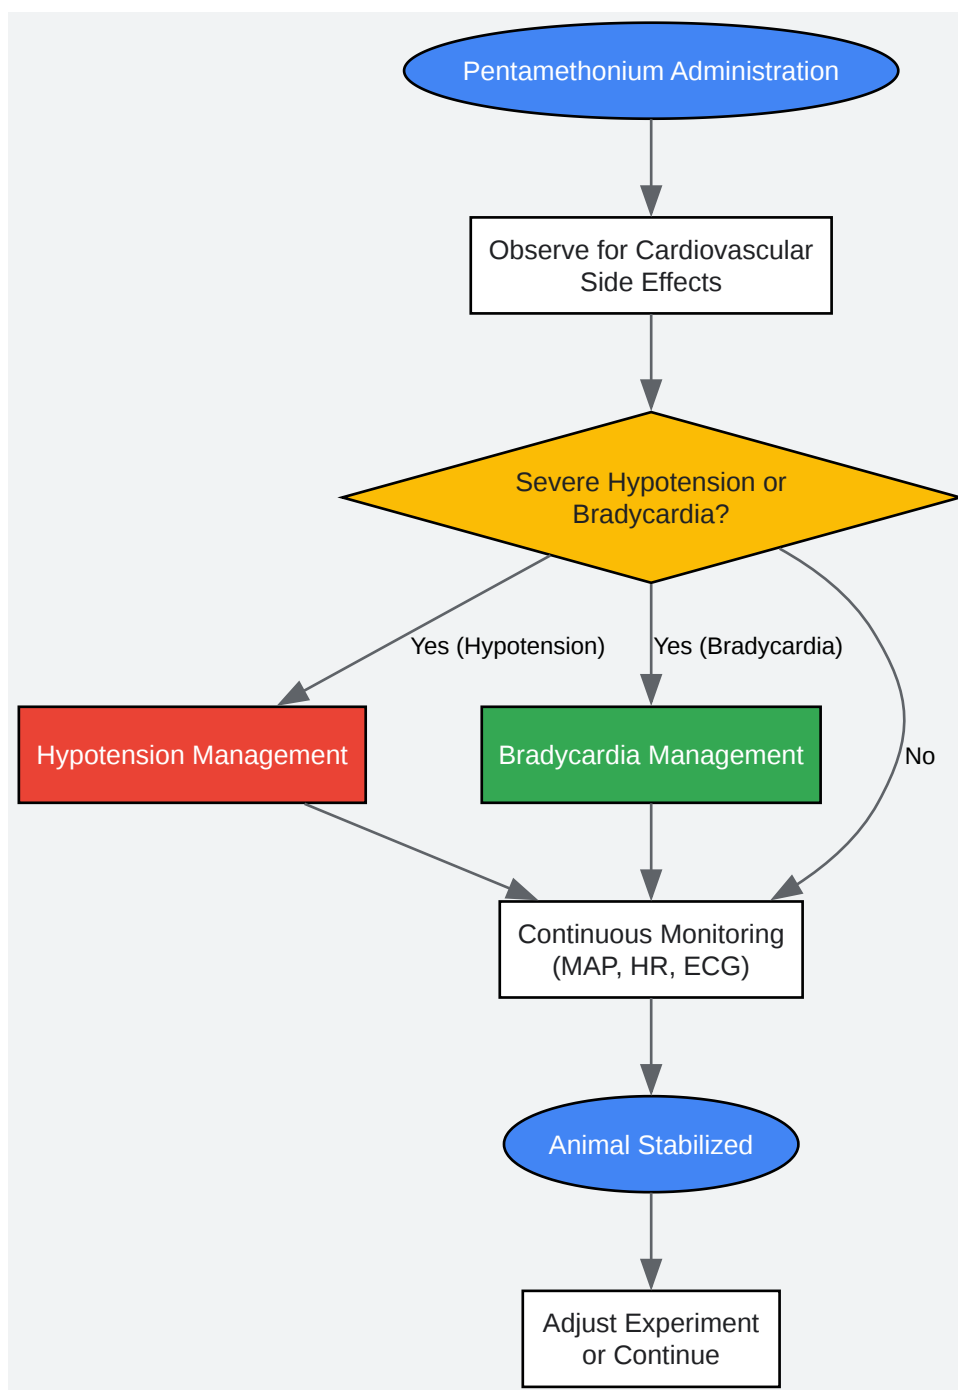 Pentamethonium Administration
Observe for Cardiovascular
Side Effects
Severe Hypotension or
Bradycardia?
Yes (Hypotension)
Yes (Bradycardia)
Hypotension Management
Bradycardia Management
No
Continuous Monitoring
(MAP, HR, ECG)
Animal Stabilized
Adjust Experiment
or Continue